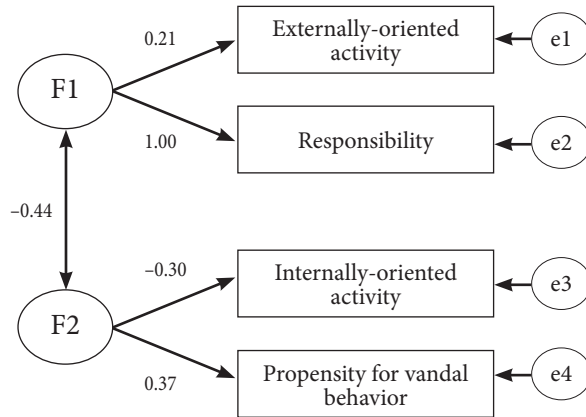 0.21
Externally-oriented
activity
e1
F1
1.00
Responsibility
e2
–0.44
–0.30
Internally-oriented
activity
e3
F2
0.37
Propensity for vandal
behavior
e4